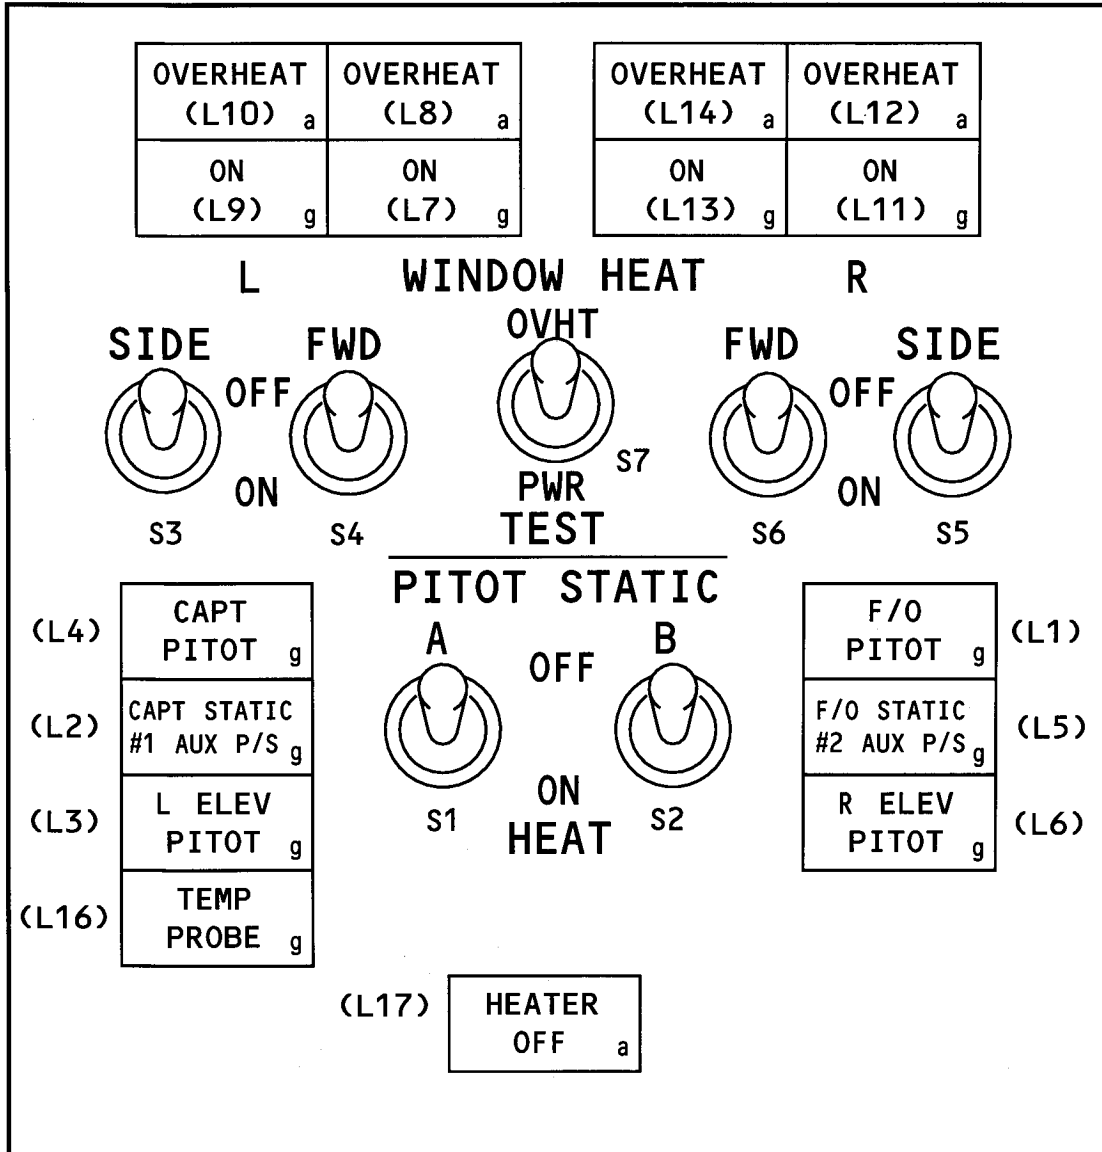 OVERHEAT OVERHEAT OVERHEAT OVERHEAT
(L10) a (L8) a (L14) a (L12) a
ON ON ON ON
(L9) g (L7) g (L13) g (L11) g
L WINDOW HEAT R
OVHT
SIDE FWD FWD SIDE
OFF OFF
S7
ON PWR ON
S3 S4 TEST S6 S5
PITOT STATIC
(L4) CAPT
PITOT g
A B
F/O
PITOT g (L1)
OFF
(L2) CAPT STATIC
#1 AUX P/S g
F/O STATIC
#2 AUX P/S g (L5)
ON
(L3) L ELEV
PITOT g
S1 HEAT S2
R ELEV
PITOT g (L6)
(L16) TEMP
PROBE g
(L17) HEATER
OFF a